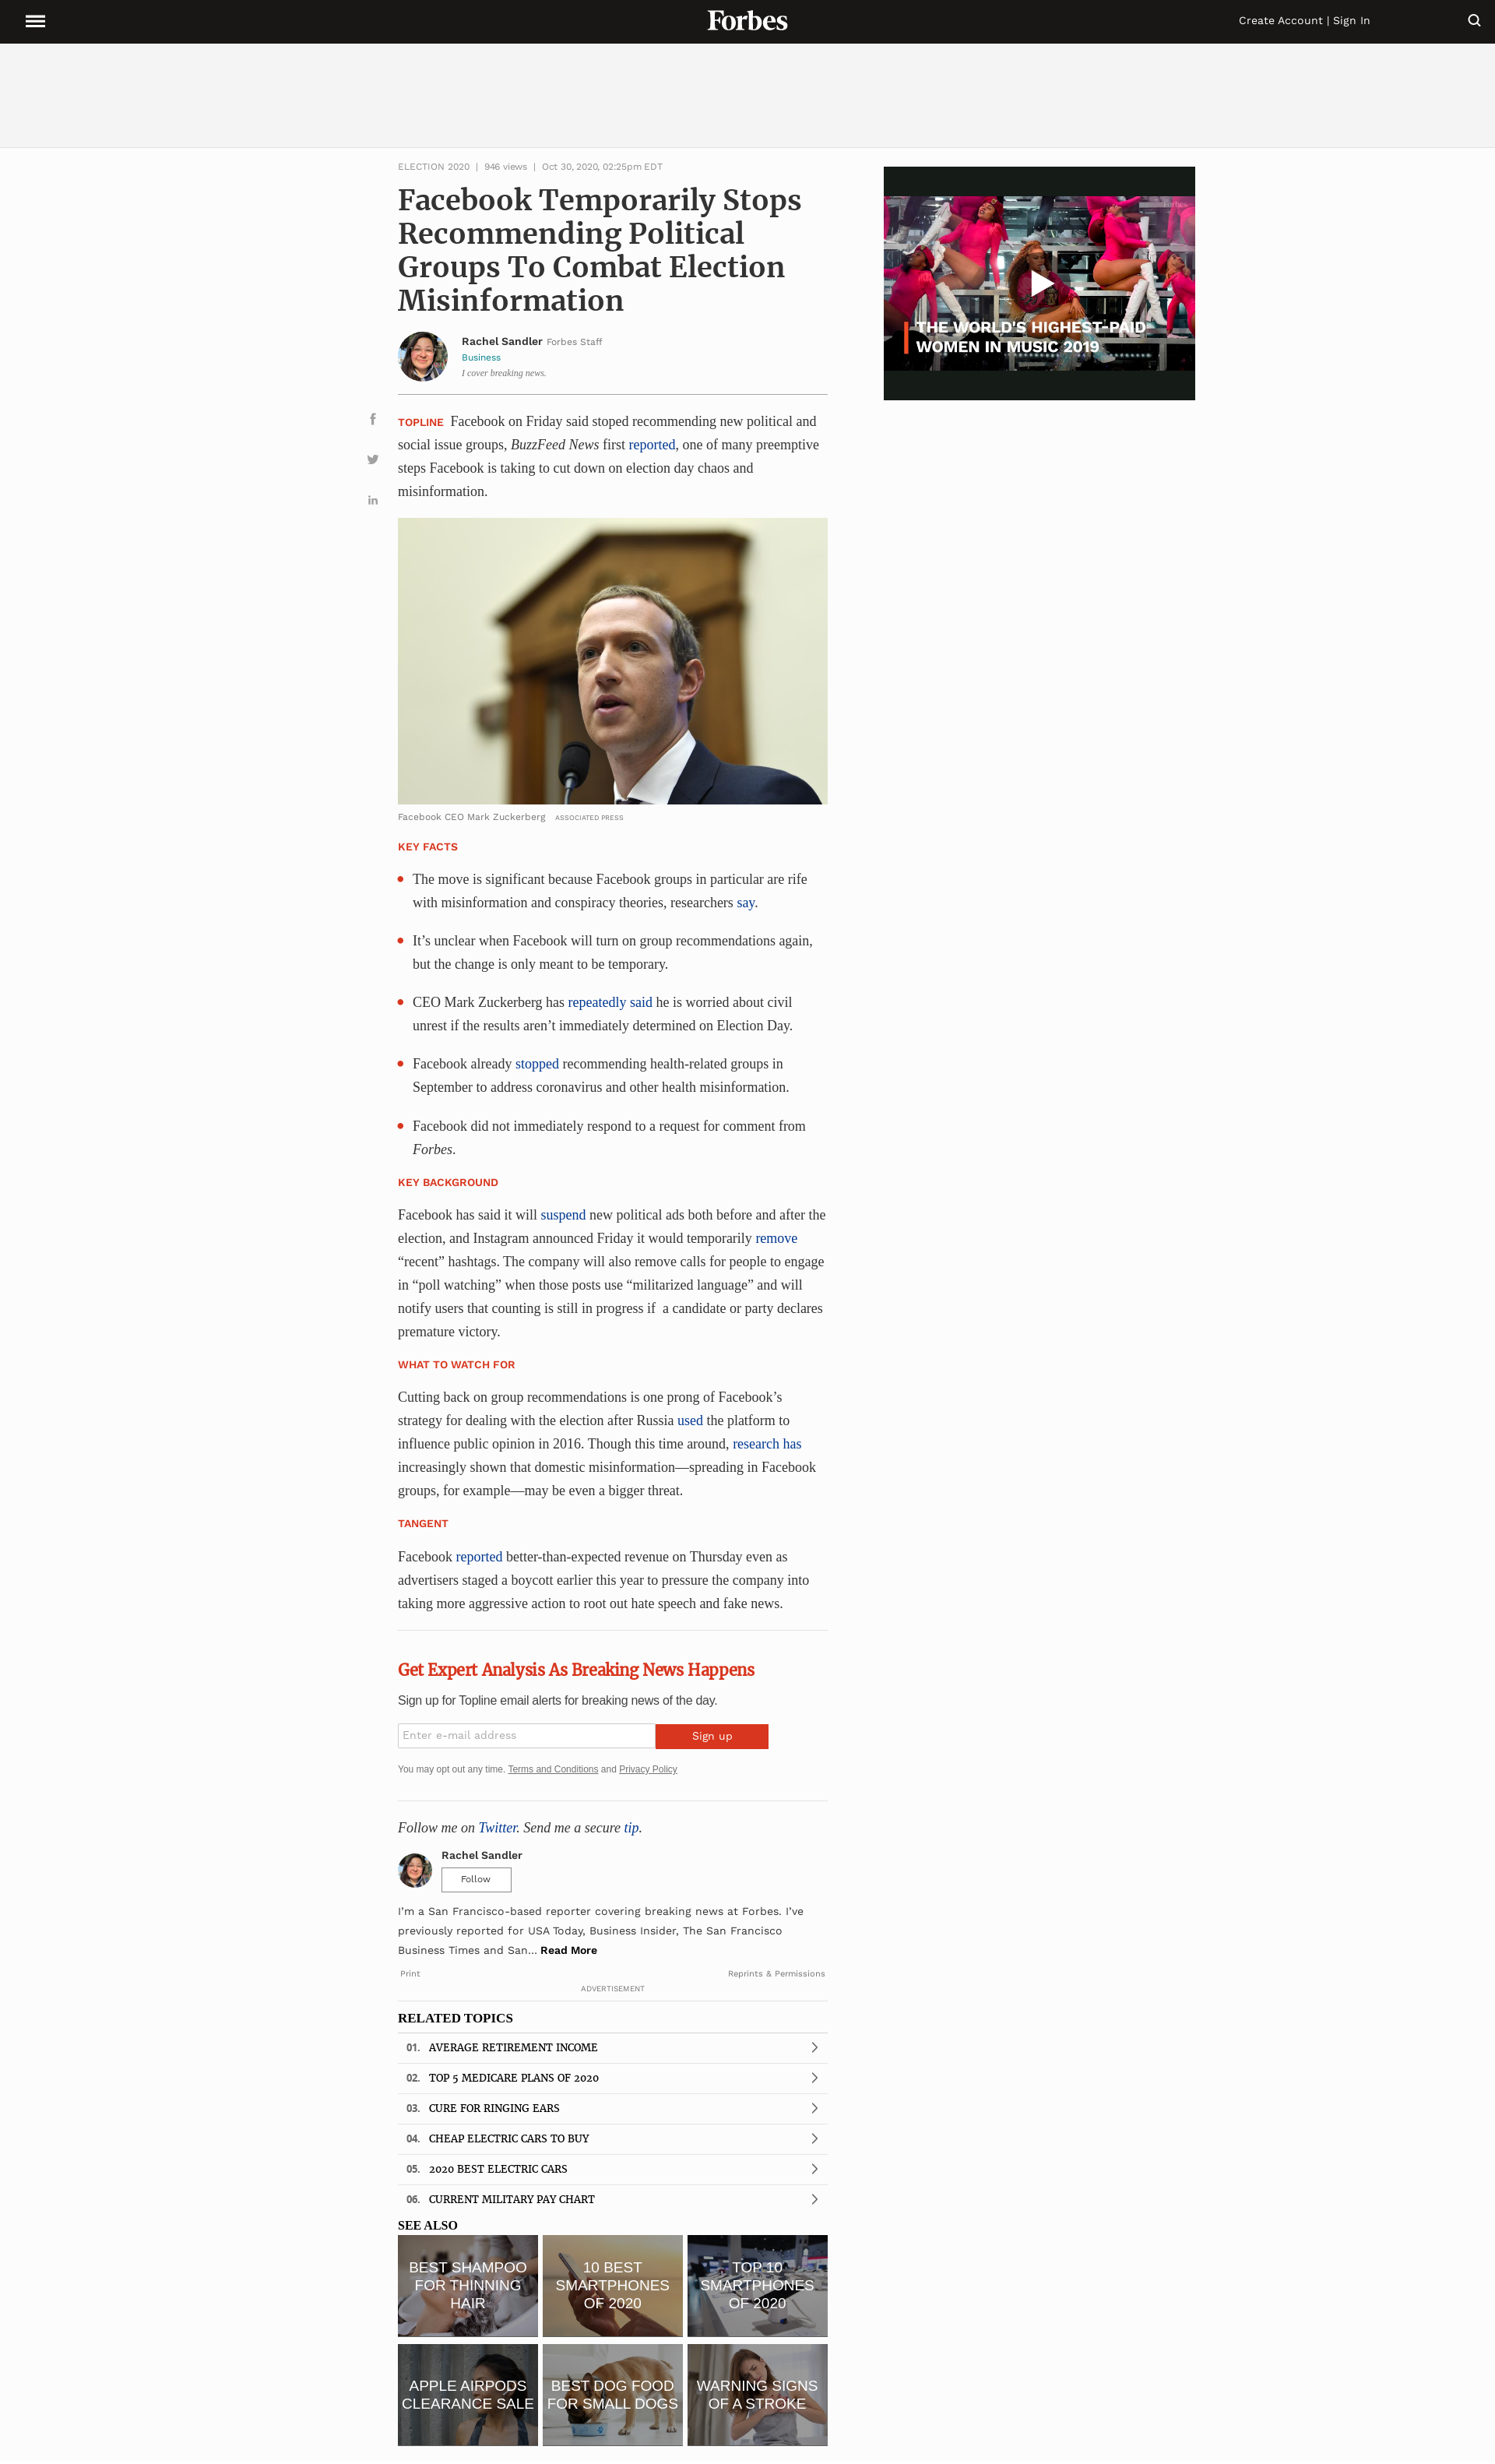 Forbes
Create Account | Sign In
ELECTION 2020 | 946 views | Oct 30, 2020, 02:25pm EDT
Facebook Temporarily Stops
Recommending Political
Groups To Combat Election
Misinformation
Rachel Sandler Forbes Staff
Business
I cover breaking news.
THE WORLD'S HIGHEST-PAID
WOMEN IN MUSIC 2019
TOPLINE Facebook on Friday said stoped recommending new political and
social issue groups, BuzzFeed News first reported, one of many preemptive
steps Facebook is taking to cut down on election day chaos and
misinformation.
Facebook CEO Mark Zuckerberg ASSOCIATED PRESS
KEY FACTS
The move is significant because Facebook groups in particular are rife
with misinformation and conspiracy theories, researchers say.
It’s unclear when Facebook will turn on group recommendations again,
but the change is only meant to be temporary.
CEO Mark Zuckerberg has repeatedly said he is worried about civil
unrest if the results aren’t immediately determined on Election Day.
Facebook already stopped recommending health-related groups in
September to address coronavirus and other health misinformation.
Facebook did not immediately respond to a request for comment from
Forbes.
KEY BACKGROUND
Facebook has said it will suspend new political ads both before and after the
election, and Instagram announced Friday it would temporarily remove
“recent” hashtags. The company will also remove calls for people to engage
in “poll watching” when those posts use “militarized language” and will
notify users that counting is still in progress if a candidate or party declares
premature victory.
WHAT TO WATCH FOR
Cutting back on group recommendations is one prong of Facebook’s
strategy for dealing with the election after Russia used the platform to
influence public opinion in 2016. Though this time around, research has
increasingly shown that domestic misinformation—spreading in Facebook
groups, for example—may be even a bigger threat.
TANGENT
Facebook reported better-than-expected revenue on Thursday even as
advertisers staged a boycott earlier this year to pressure the company into
taking more aggressive action to root out hate speech and fake news.
Get Expert Analysis As Breaking News Happens
Sign up for Topline email alerts for breaking news of the day.
Enter e-mail address
Sign up
You may opt out any time. Terms and Conditions and Privacy Policy
Follow me on Twitter. Send me a secure tip.
Rachel Sandler
Follow
I’m a San Francisco-based reporter covering breaking news at Forbes. I’ve
previously reported for USA Today, Business Insider, The San Francisco
Business Times and San... Read More
Print
Reprints & Permissions
ADVERTISEMENT
RELATED TOPICS
01. AVERAGE RETIREMENT INCOME
02. TOP 5 MEDICARE PLANS OF 2020
03. CURE FOR RINGING EARS
04. CHEAP ELECTRIC CARS TO BUY
05. 2020 BEST ELECTRIC CARS
06. CURRENT MILITARY PAY CHART
SEE ALSO
BEST SHAMPOO
FOR THINNING
HAIR
10 BEST
SMARTPHONES
OF 2020
TOP 10
SMARTPHONES
OF 2020
APPLE AIRPODS
CLEARANCE SALE
BEST DOG FOOD
FOR SMALL DOGS
WARNING SIGNS
OF A STROKE